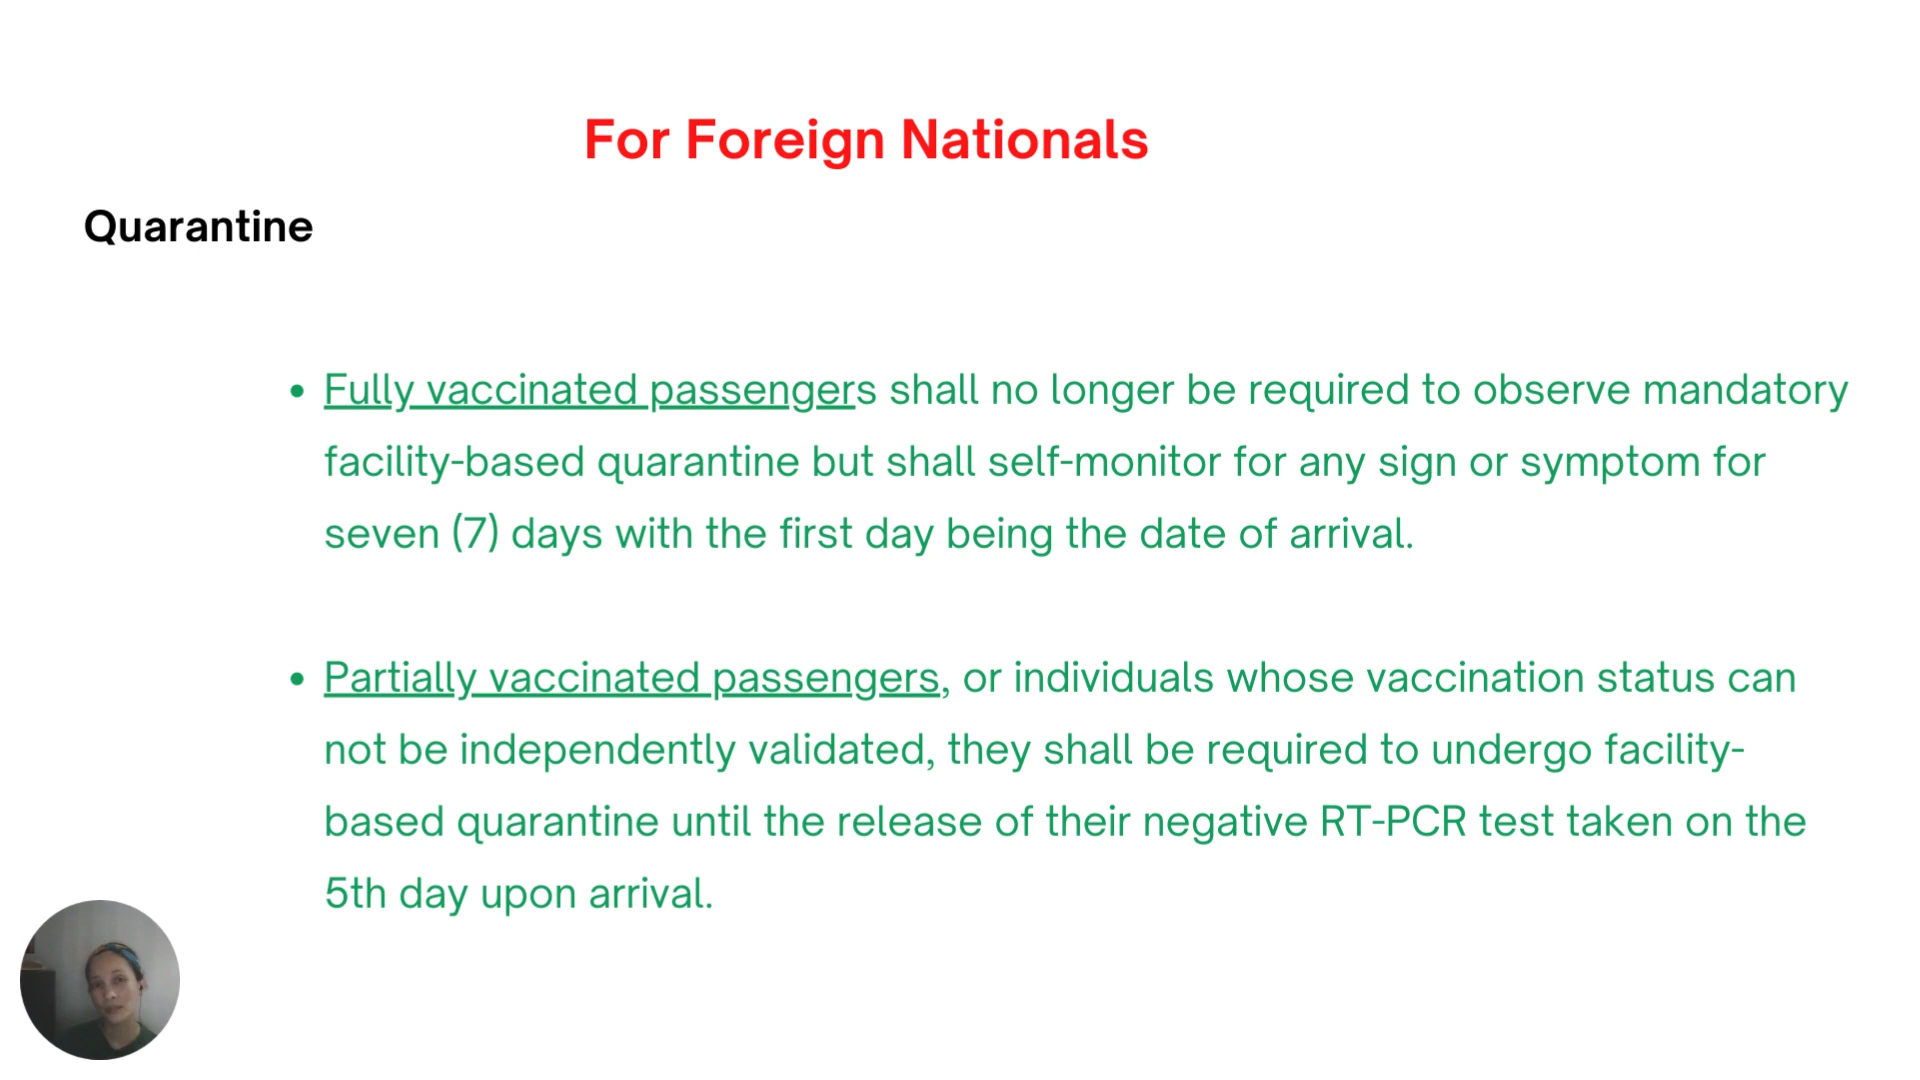 For Foreign Nationals
Quarantine
• Fully vaccinated passengers shall no longer be required to observe mandatory
facility-based quarantine but shall self-monitor for any sign or symptom for
seven (7) days with the first day being the date of arrival.
• Partially vaccinated passengers, or individuals whose vaccination status can
not be independently validated, they shall be required to undergo facility-
based quarantine until the release of their negative RT-PCR test taken on the
5th day upon arrival.